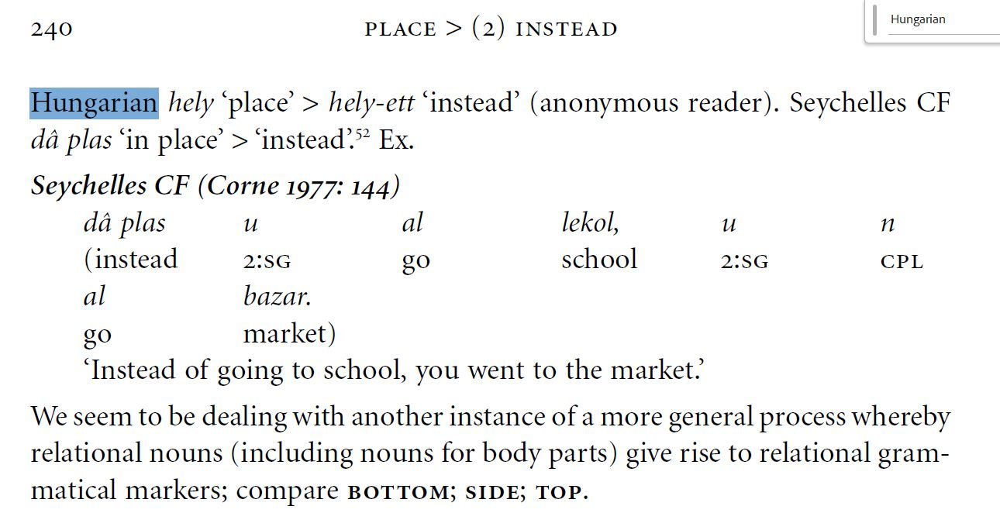 240 PLACE > (2) INSTEAD
Hungarian
Hungarian hely ‘place’ > hely-ett ‘instead’ (anonymous reader). Seychelles CF
dâ plas ‘in place’ > ‘instead’.52 Ex.
Seychelles CF (Corne 1977: 144)
dâ plas u al lekol, u n
(instead 2:SG go school 2:SG CPL
al bazar.
go market)
‘Instead of going to school, you went to the market.’
We seem to be dealing with another instance of a more general process whereby
relational nouns (including nouns for body parts) give rise to relational gram-
matical markers; compare BOTTOM; SIDE; TOP.